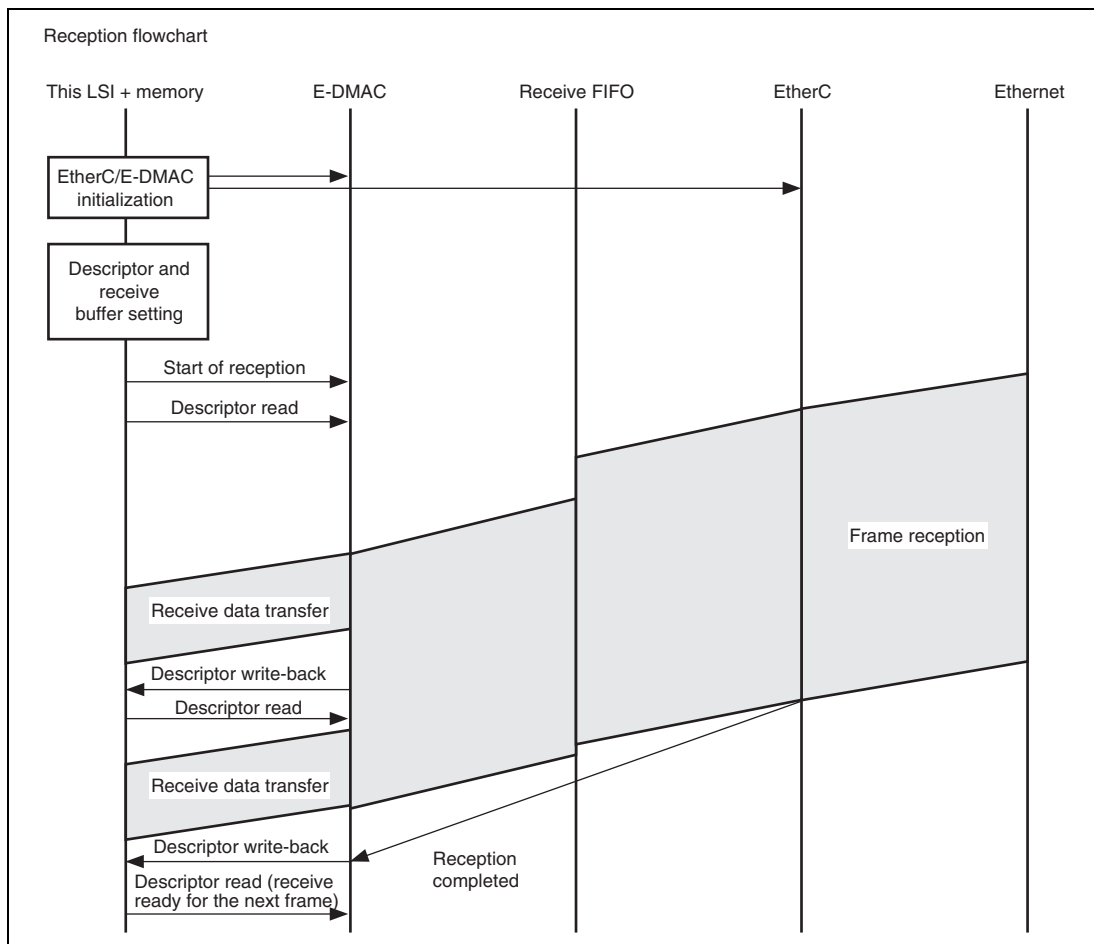 Reception flowchart
This LSI + memory
E-DMAC
Receive FIFO
EtherC
Ethernet
EtherC/E-DMAC
initialization
Descriptor and
receive
buffer setting
Start of reception
Descriptor read
Frame reception
Receive data transfer
Descriptor write-back
Descriptor read
Receive data transfer
Descriptor write-back
Reception
completed
Descriptor read (receive
ready for the next frame)